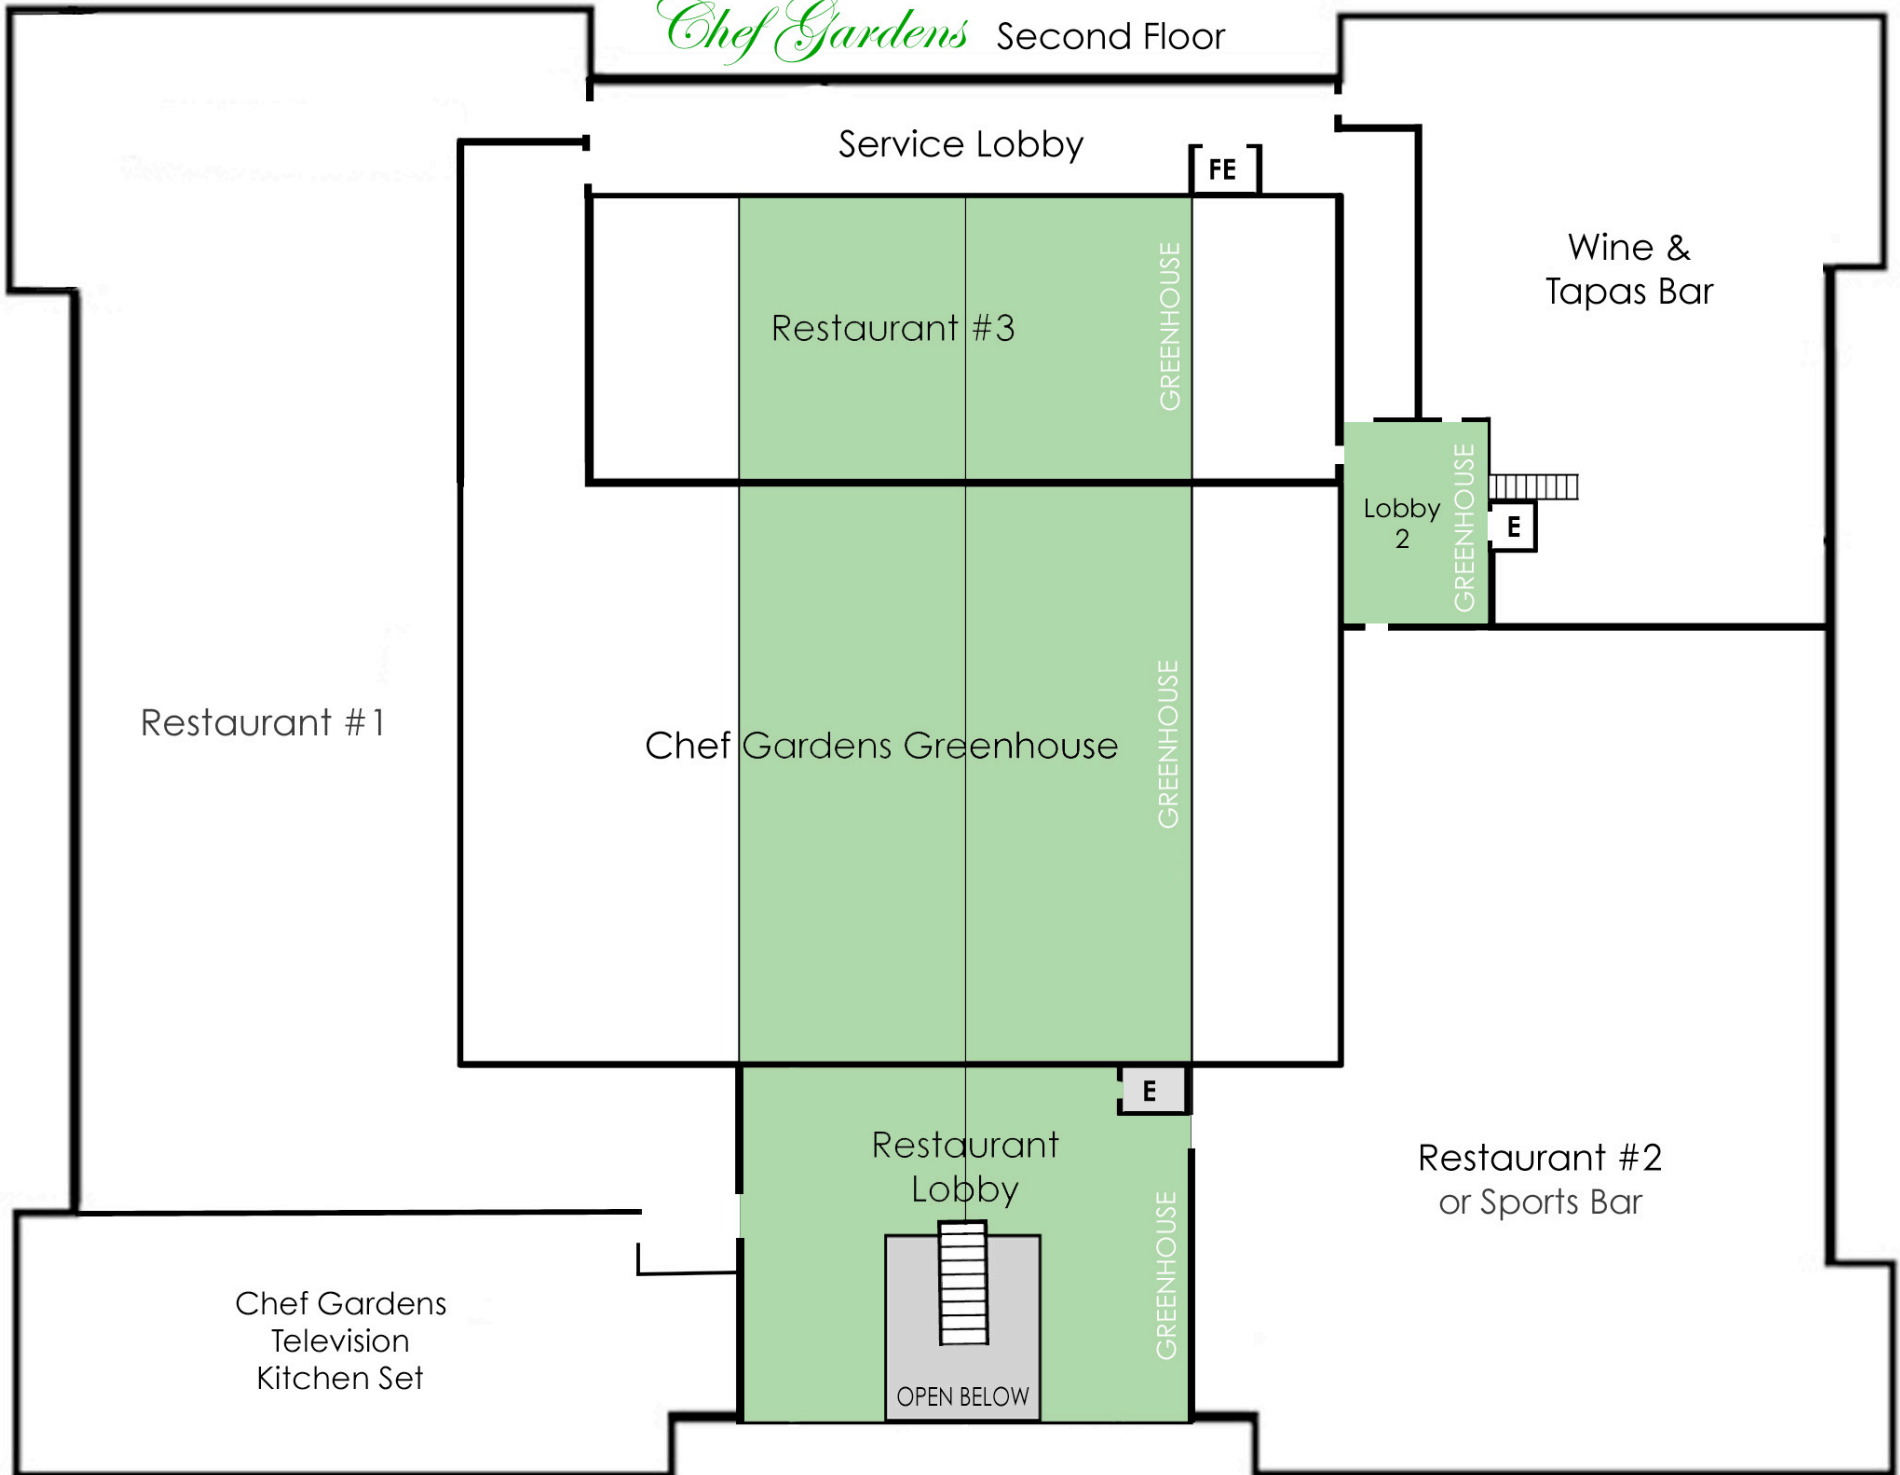 Chef Gardens Second Floor
Service Lobby
FE
Wine &
Tapas Bar
GREENHOUSE
Restaurant #3
Lobby
2
GREENHOUSE
E
Restaurant #1
Chef Gardens Greenhouse
GREENHOUSE
E
Restaurant
Lobby
Restaurant #2
or Sports Bar
GREENHOUSE
Chef Gardens
Television
Kitchen Set
OPEN BELOW